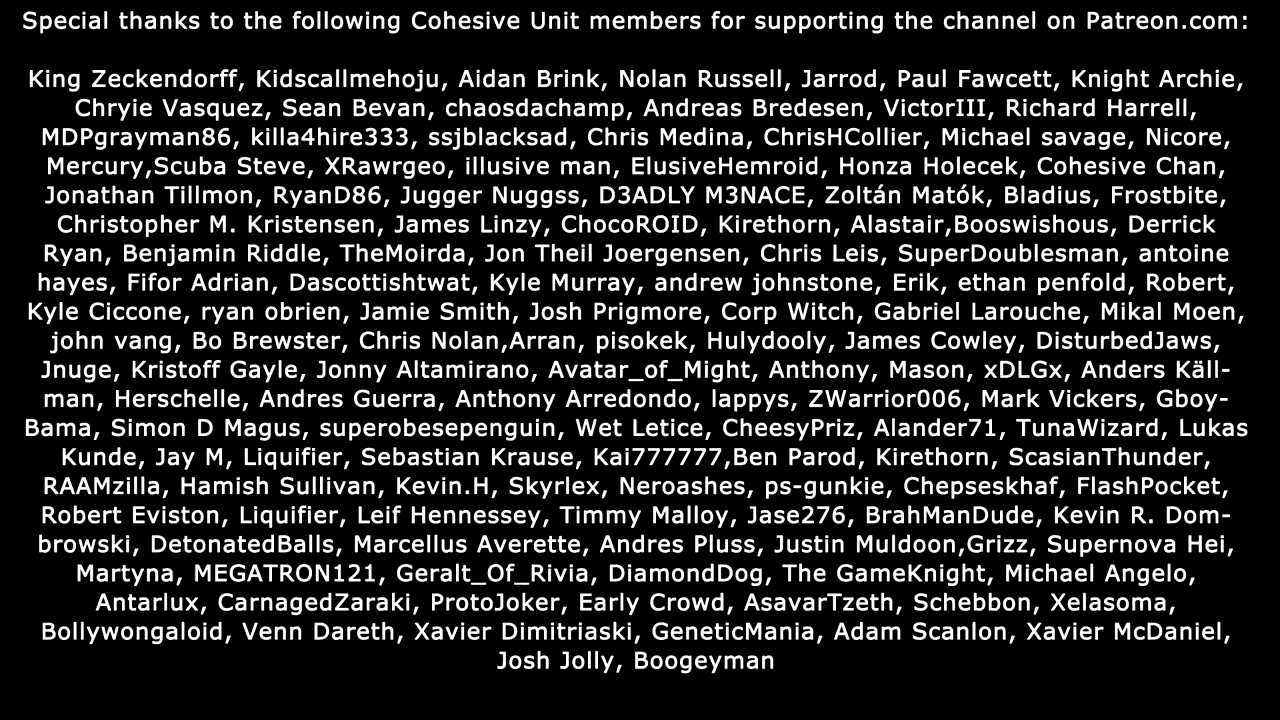 Special thanks to the following Cohesive Unit members for supporting the channel on Patreon.com:
King Zeckendorff, Kidscallmehoju, Aidan Brink, Nolan Russell, Jarrod, Paul Fawcett, Knight Archie,
Chryie Vasquez, Sean Bevan, chaosdachamp, Andreas Bredesen, VictorIII, Richard Harrell,
MDPgrayman86, killa4hire333, ssjblacksad, Chris Medina, ChrisHCollier, Michael savage, Nicore,
Mercury,Scuba Steve, XRawrgeo, illusive man, ElusiveHemroid, Honza Holecek, Cohesive Chan,
Jonathan Tillmon, RyanD86, Jugger Nuggss, D3ADLY M3NACE, Zoltán Matók, Bladius, Frostbite,
Christopher M. Kristensen, James Linzy, ChocoROID, Kirethorn, Alastair,Booswishous, Derrick
Ryan, Benjamin Riddle, TheMoirda, Jon Theil Joergensen, Chris Leis, SuperDoublesman, antoine
hayes, Fifor Adrian, Dascottishtwat, Kyle Murray, andrew johnstone, Erik, ethan penfold, Robert,
Kyle Ciccone, ryan obrien, Jamie Smith, Josh Prigmore, Corp Witch, Gabriel Larouche, Mikal Moen,
john vang, Bo Brewster, Chris Nolan,Arran, pisokek, Hulydooly, James Cowley, DisturbedJaws,
Jnuge, Kristoff Gayle, Jonny Altamirano, Avatar_of_Might, Anthony, Mason, xDLGx, Anders Käll-
man, Herschelle, Andres Guerra, Anthony Arredondo, lappys, ZWarrior006, Mark Vickers, Gboy-
Bama, Simon D Magus, superobesepenguin, Wet Letice, CheesyPriz, Alander71, TunaWizard, Lukas
Kunde, Jay M, Liquifier, Sebastian Krause, Kai777777,Ben Parod, Kirethorn, ScasianThunder,
RAAMzilla, Hamish Sullivan, Kevin.H, Skyrlex, Neroashes, ps-gunkie, Chepseskhaf, FlashPocket,
Robert Eviston, Liquifier, Leif Hennessey, Timmy Malloy, Jase276, BrahManDude, Kevin R. Dom-
browski, DetonatedBalls, Marcellus Averette, Andres Pluss, Justin Muldoon,Grizz, Supernova Hei,
Martyna, MEGATRON121, Geralt_Of_Rivia, DiamondDog, The GameKnight, Michael Angelo,
Antarlux, CarnagedZaraki, ProtoJoker, Early Crowd, AsavarTzeth, Schebbon, Xelasoma,
Bollywongaloid, Venn Dareth, Xavier Dimitriaski, GeneticMania, Adam Scanlon, Xavier McDaniel,
Josh Jolly, Boogeyman